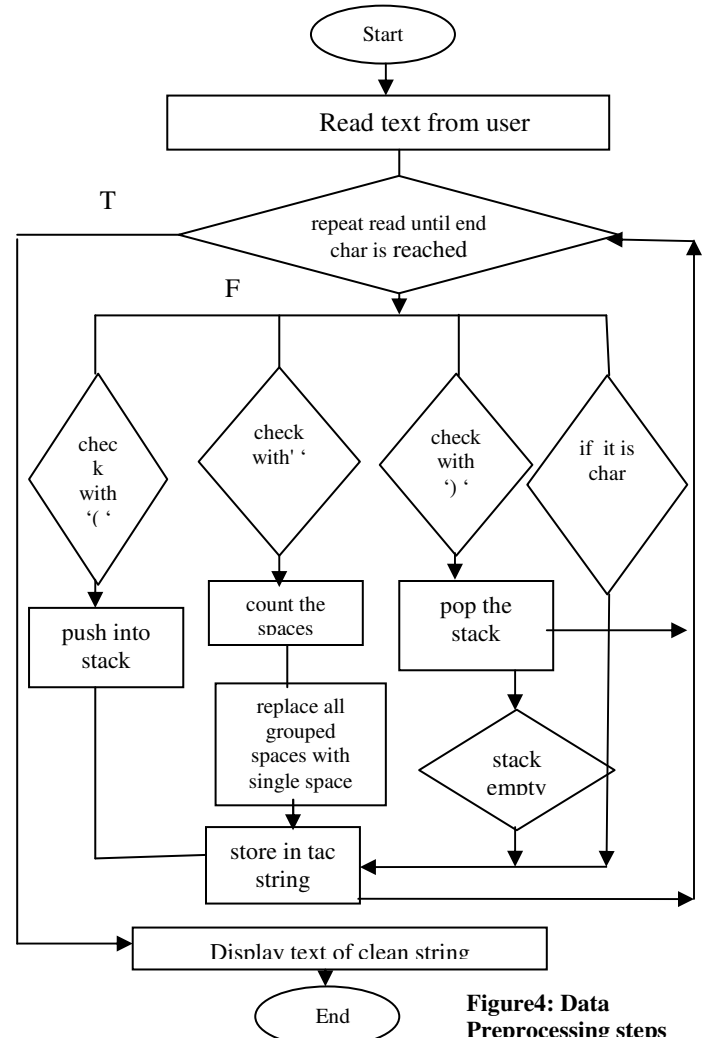 Start
Read text from user
T
repeat read until end
char is reached
F
chec
k
with
‘( ‘
check
with' ‘
check
with
‘) ‘
if  it is
char
count the
spaces
pop the
stack
push into
stack
replace all
grouped
spaces with
single space
stack
empty
store in tac
string
Display text of clean string
End
Figure4: Data
Preprocessing steps